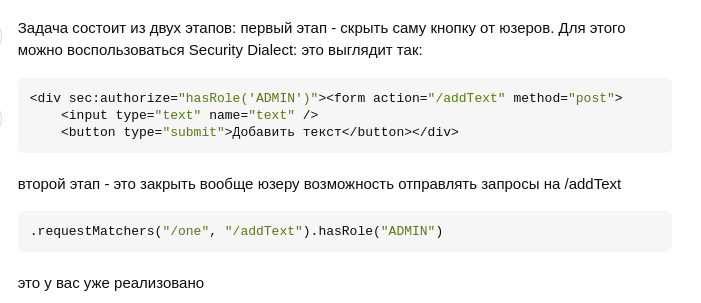 Задача состоит из двух этапов: первый этап - скрыть саму кнопку от юзеров. Для этого
можно воспользоваться Security Dialect: это выглядит так:
<div sec:authorize="hasRole('ADMIN')"><form action="/addText" method="post">
    <input type="text" name="text" />
    <button type="submit">Добавить текст</button></div>
второй этап - это закрыть вообще юзеру возможность отправлять запросы на /addText
.requestMatchers("/one", "/addText").hasRole("ADMIN")
это у вас уже реализовано